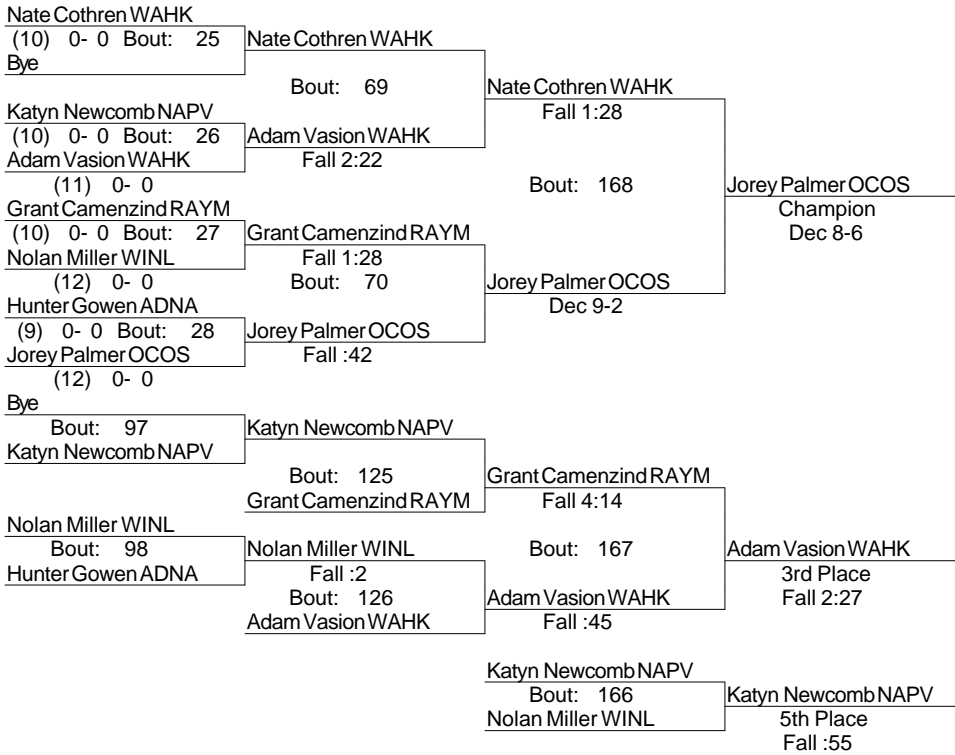 Nate Cothren WAHK
(10) 0- 0 Bout: 25 Nate Cothren WAHK
Bye
Bout: 69 Nate Cothren WAHK
Katyn Newcomb NAPV Fall 1:28
(10) 0- 0 Bout: 26 Adam Vasion WAHK
Adam Vasion WAHK Fall 2:22
(11) 0- 0 Bout: 168 Jorey Palmer OCOS
Grant Camenzind RAYM Champion
(10) 0- 0 Bout: 27 Grant Camenzind RAYM Dec 8-6
Nolan Miller WINL Fall 1:28
(12) 0- 0 Bout: 70 Jorey Palmer OCOS
Hunter Gowen ADNA Dec 9-2
(9) 0- 0 Bout: 28 Jorey Palmer OCOS
Jorey Palmer OCOS Fall :42
(12) 0- 0
Bye
Bout: 97 Katyn Newcomb NAPV
Katyn Newcomb NAPV
Bout: 125 Grant Camenzind RAYM
Grant Camenzind RAYM Fall 4:14
Nolan Miller WINL
Bout: 98 Nolan Miller WINL Bout: 167 Adam Vasion WAHK
Hunter Gowen ADNA Fall :2 3rd Place
Bout: 126 Adam Vasion WAHK Fall 2:27
Adam Vasion WAHK Fall :45
Katyn Newcomb NAPV
Bout: 166 Katyn Newcomb NAPV
Nolan Miller WINL 5th Place
Fall :55